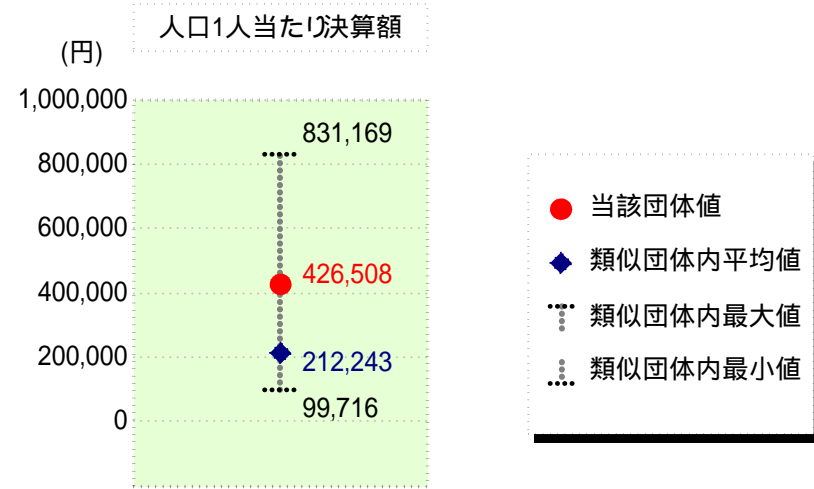 人口1人当たり決算額
(円)
1,000,000
831,169
800,000
600,000
426,508
400,000
200,000
212,243
99,716
0
当該団体値
類似団体内平均値
類似団体内最大値
類似団体内最小値